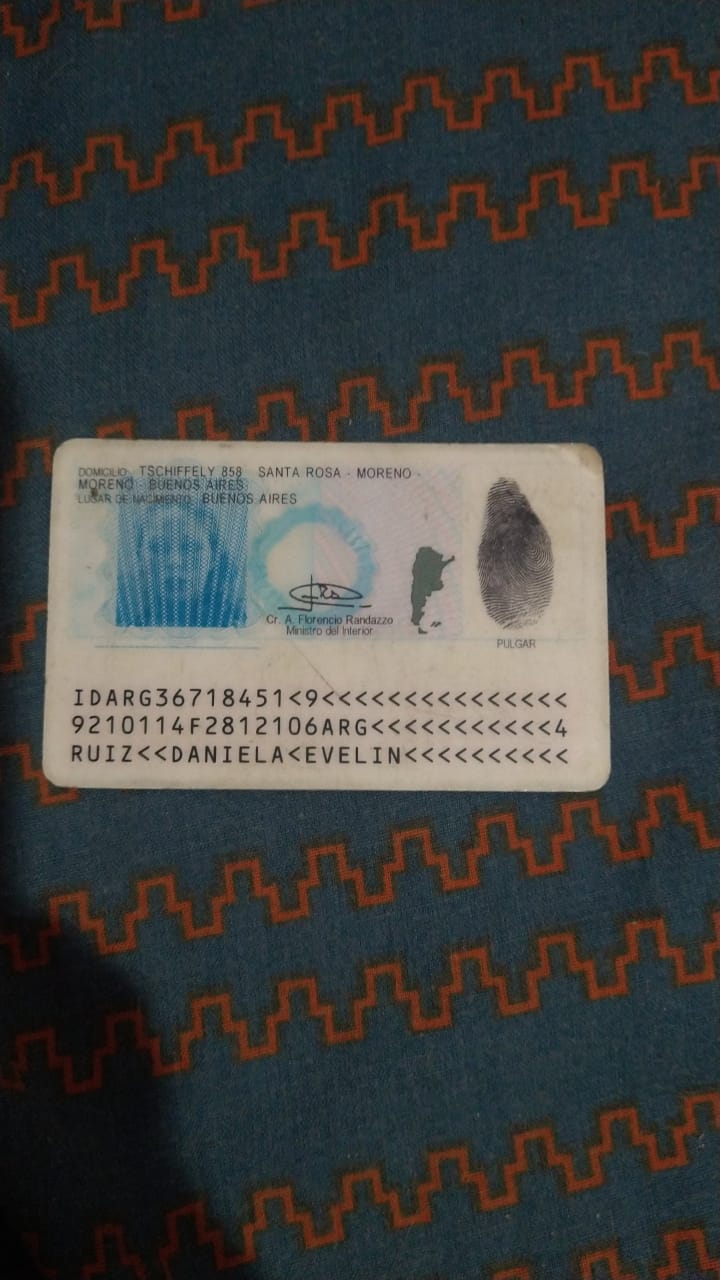 DOMICILIO: TSCHIFFELY 858 SANTA ROSA - MORENO -
MORENO - BUENOS AIRES
LUGAR DE NACIMIENTO: BUENOS AIRES
Cr. A. Florencio Randazzo
Ministro del Interior
PULGAR
IDARG36718451<9<<<<<<<<<<<<<<<
9210114F2812106ARG<<<<<<<<<<<4
RUIZ<<DANIELA<EVELIN<<<<<<<<<<